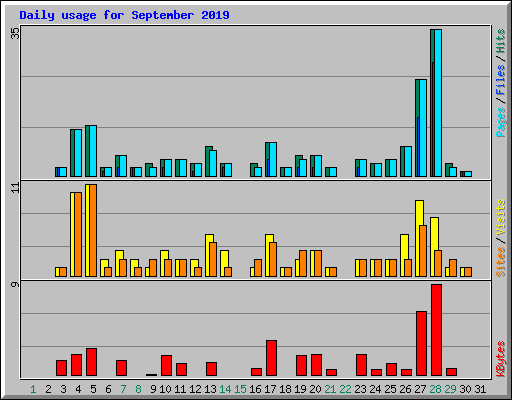 Daily usage for September 2019
35
Pages / Files / Hits
11
Sites / Visits
9
KBytes
1 2 3 4 5 6 7 8 9 10 11 12 13 14 15 16 17 18 19 20 21 22 23 24 25 26 27 28 29 30 31